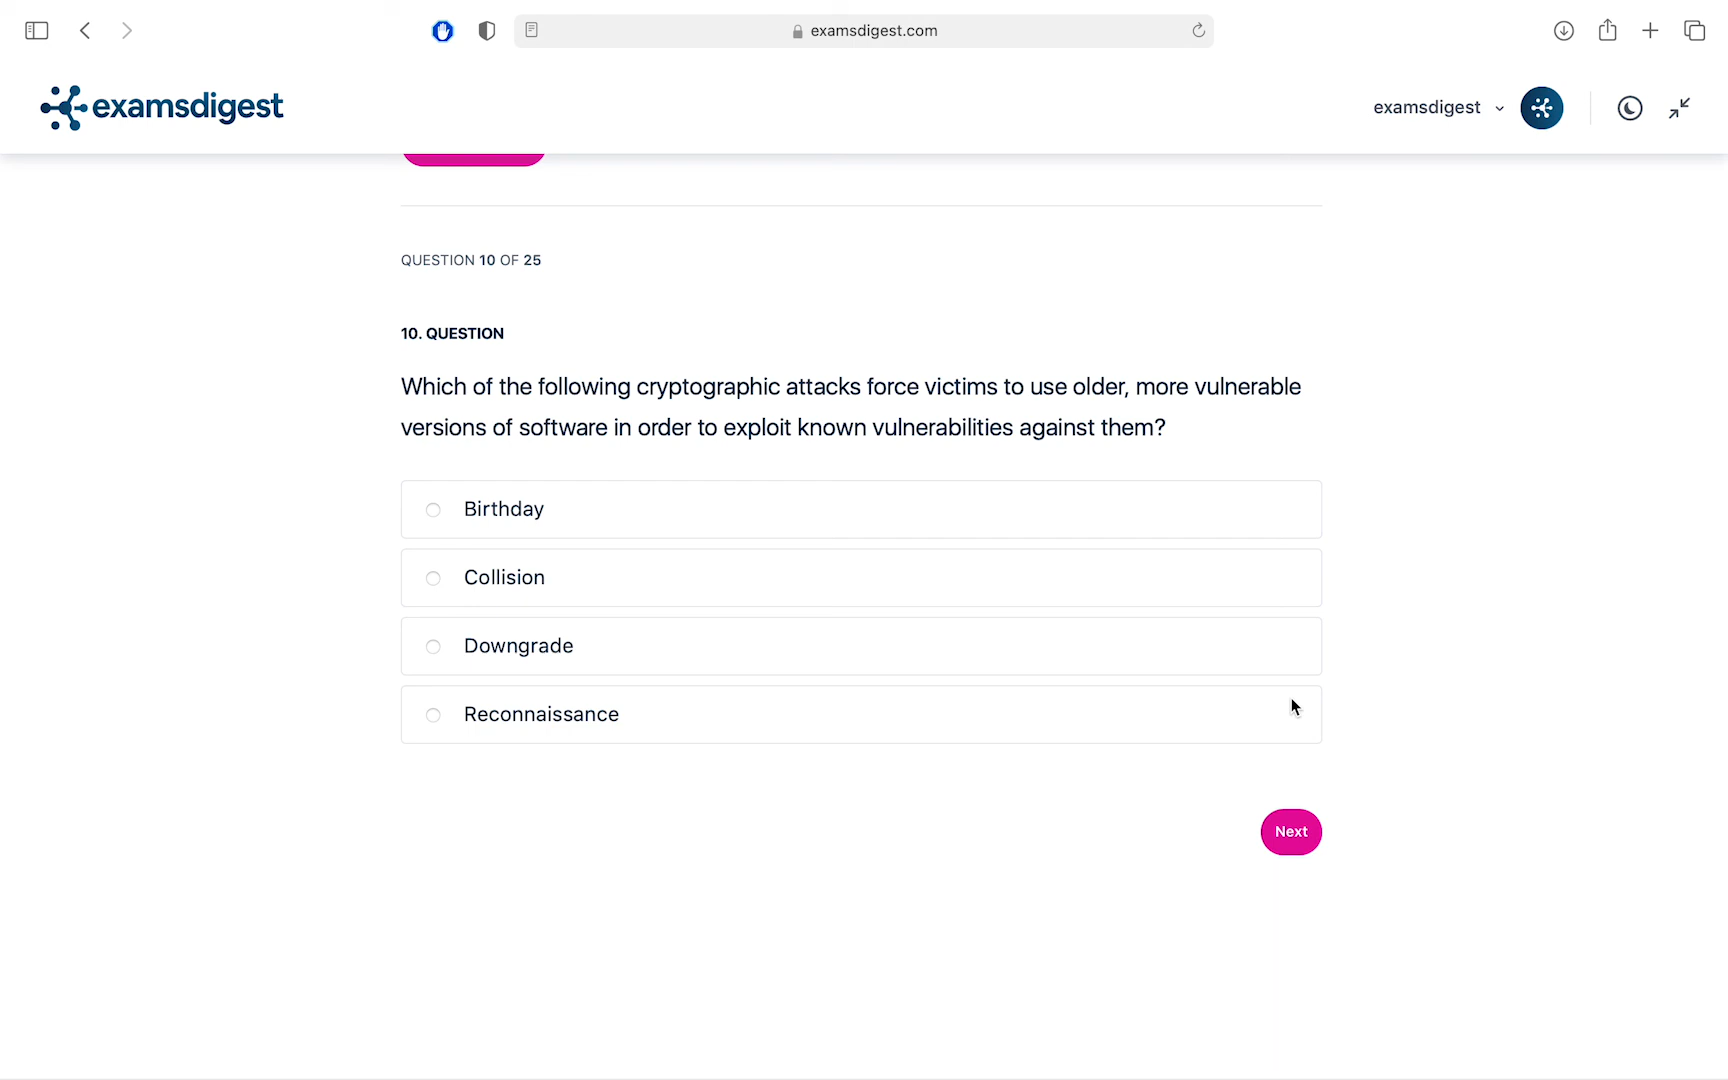 examsdigest.com
examsdigest
examsdigest
QUESTION 10 OF 25
10. QUESTION
Which of the following cryptographic attacks force victims to use older, more vulnerable
versions of software in order to exploit known vulnerabilities against them?
Birthday
Collision
Downgrade
Reconnaissance
Next